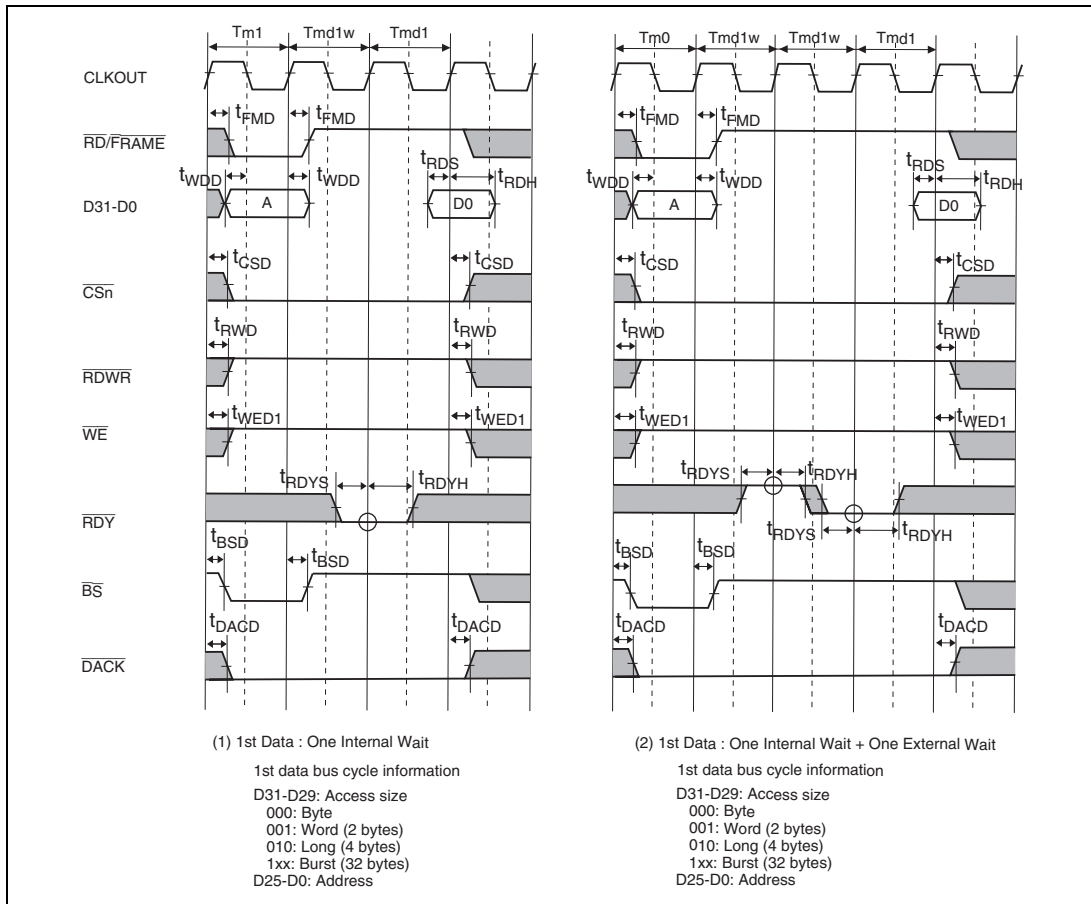 Tm1 Tmd1w Tmd1
CLKOUT
tFMD tFMD
RD/FRAME
tRDS
tWDD tWDD tRDH
D31-D0 A D0
tCSD tCSD
CSn
tRWD tRWD
RDWR
tWED1 tWED1
WE
tRDYS tRDYH
RDY
tBSD tBSD
BS
tDACD tDACD
DACK
(1) 1st Data : One Internal Wait
1st data bus cycle information
D31-D29: Access size
000: Byte
001: Word (2 bytes)
010: Long (4 bytes)
1xx: Burst (32 bytes)
D25-D0: Address
Tm0 Tmd1w Tmd1w Tmd1
tFMD tFMD
tRDS
tWDD tWDD tRDH
A D0
tCSD tCSD
tRWD tRWD
tWED1 tWED1
tRDYS tRDYH
tRDYS tRDYH
tBSD tBSD
tDACD tDACD
(2) 1st Data : One Internal Wait + One External Wait
1st data bus cycle information
D31-D29: Access size
000: Byte
001: Word (2 bytes)
010: Long (4 bytes)
1xx: Burst (32 bytes)
D25-D0: Address